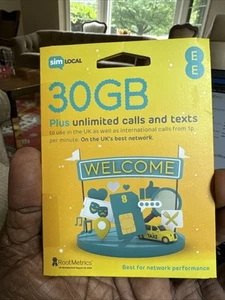 sim LOCAL
E
E
30GB
Plus unlimited calls and texts
to use in the UK as well as international calls from 1p
per minute. On the UK's best network.
WELCOME
TAXI
RootMetrics
Best for network performance